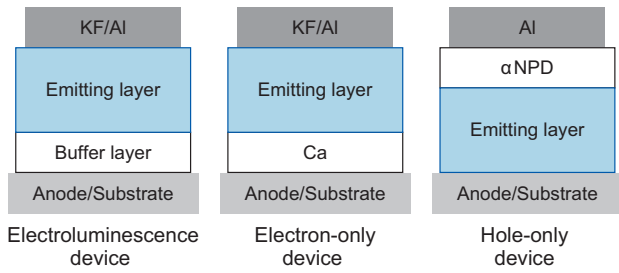 KF/Al
Emitting layer
Buffer layer
Anode/Substrate
Electroluminescence
device
KF/Al
Emitting layer
Ca
Anode/Substrate
Electron-only
device
Al
αNPD
Emitting layer
Anode/Substrate
Hole-only
device